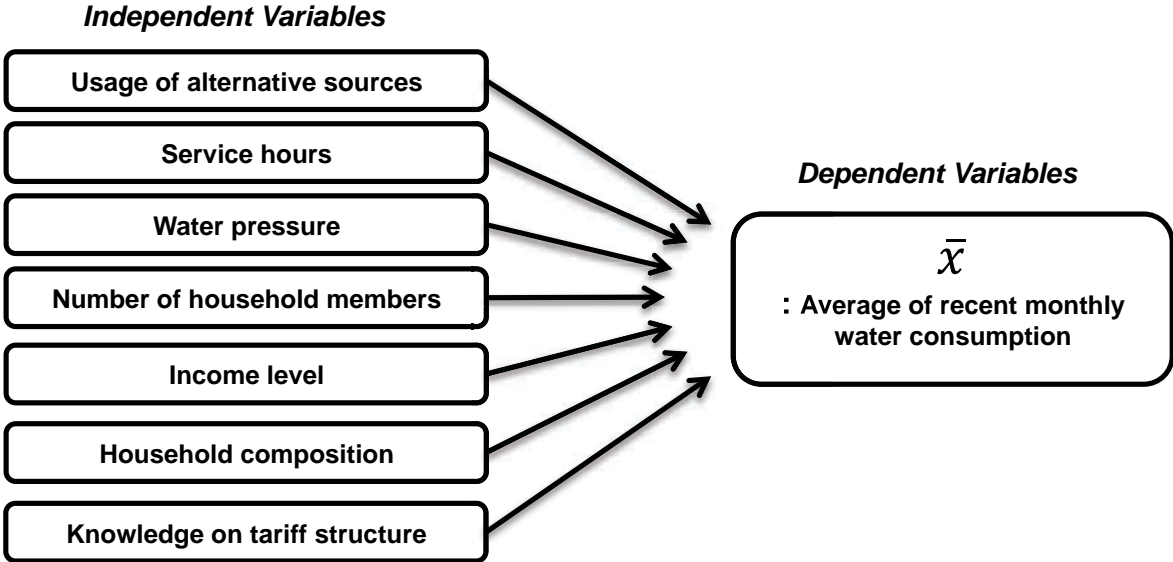 Independent Variables
Usage of alternative sources
Service hours
Water pressure
Number of household members
Income level
Household composition
Knowledge on tariff structure
Dependent Variables
x̄
: Average of recent monthly
water consumption